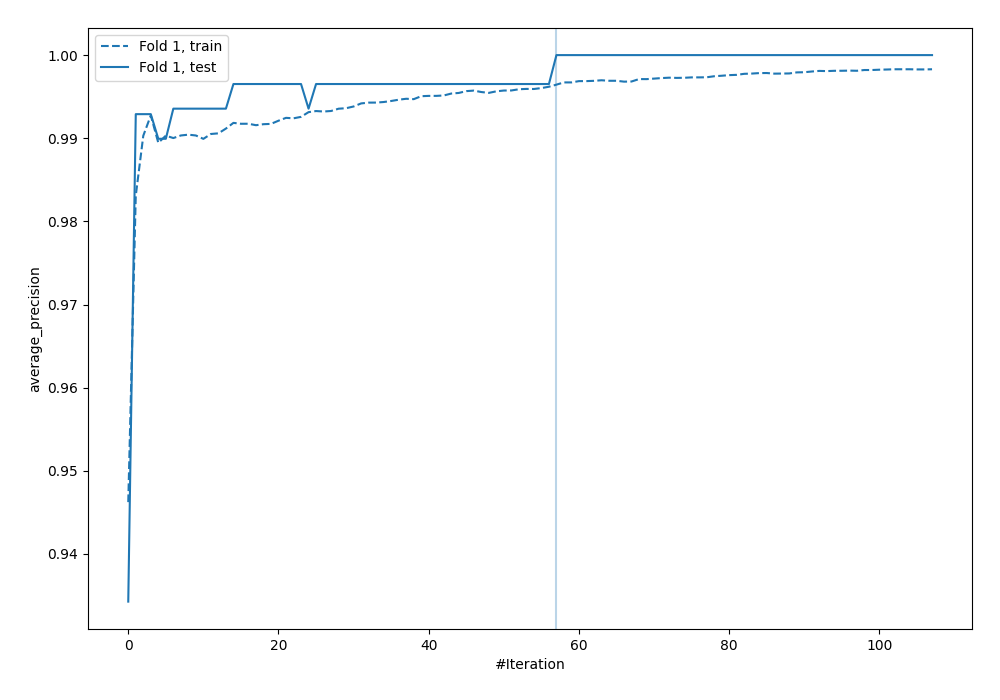 Fold 1, train
Fold 1, test
1.00
0.99
0.98
0.97
0.96
0.95
0.94
average_precision
0 20 40 60 80 100
#Iteration